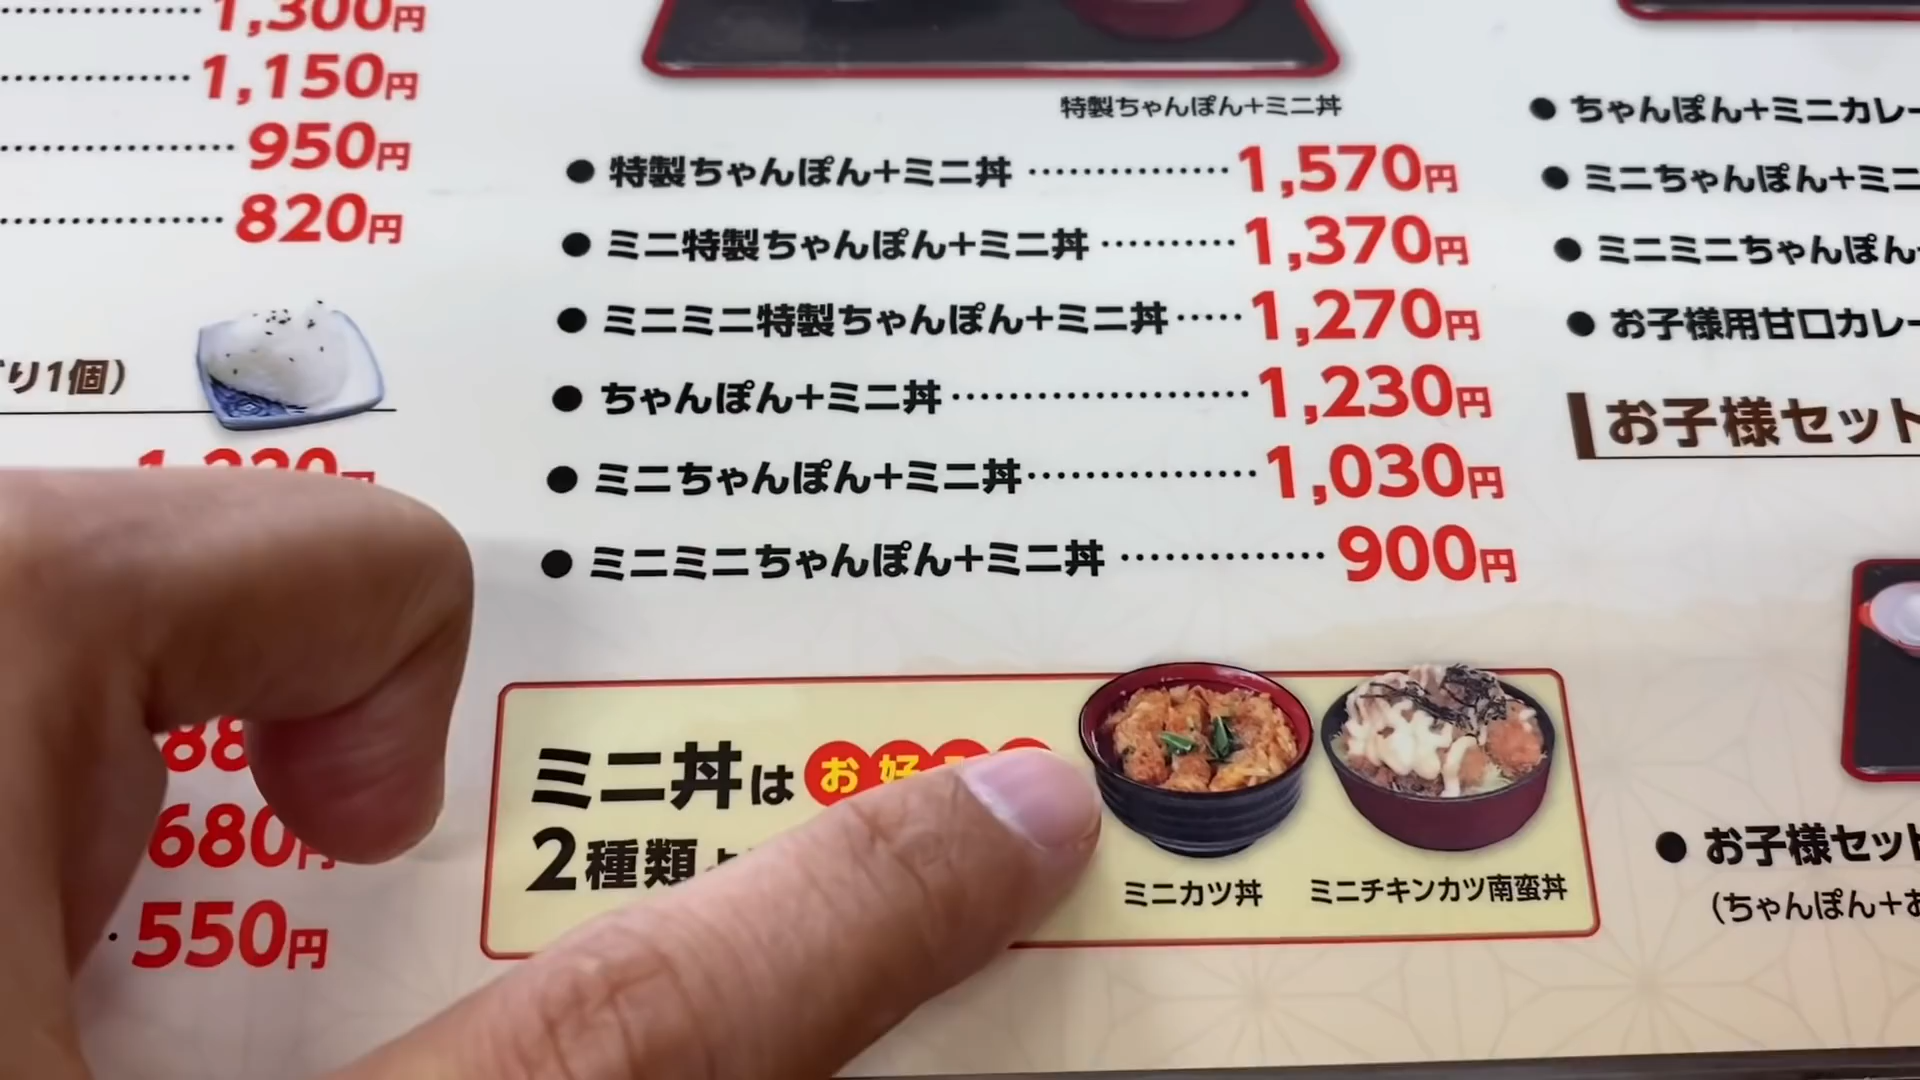 1,300円
1,150円
950円
820円
り1個）
680円
550円
特製ちゃんぽん+ミニ丼
● 特製ちゃんぽん+ミニ丼 …………… 1,570円
● ミニ特製ちゃんぽん+ミニ丼 ………… 1,370円
● ミニミニ特製ちゃんぽん+ミニ丼 …… 1,270円
● ちゃんぽん+ミニ丼 …………………… 1,230円
● ミニちゃんぽん+ミニ丼 ……………… 1,030円
● ミニミニちゃんぽん+ミニ丼 …………… 900円
ミニ丼は お好
2種類
ミニカツ丼
ミニチキンカツ南蛮丼
● ちゃんぽん+ミニカレー
● ミニちゃんぽん+ミニ
● ミニミニちゃんぽん
● お子様用甘口カレー
お子様セット
● お子様セット
（ちゃんぽん+お